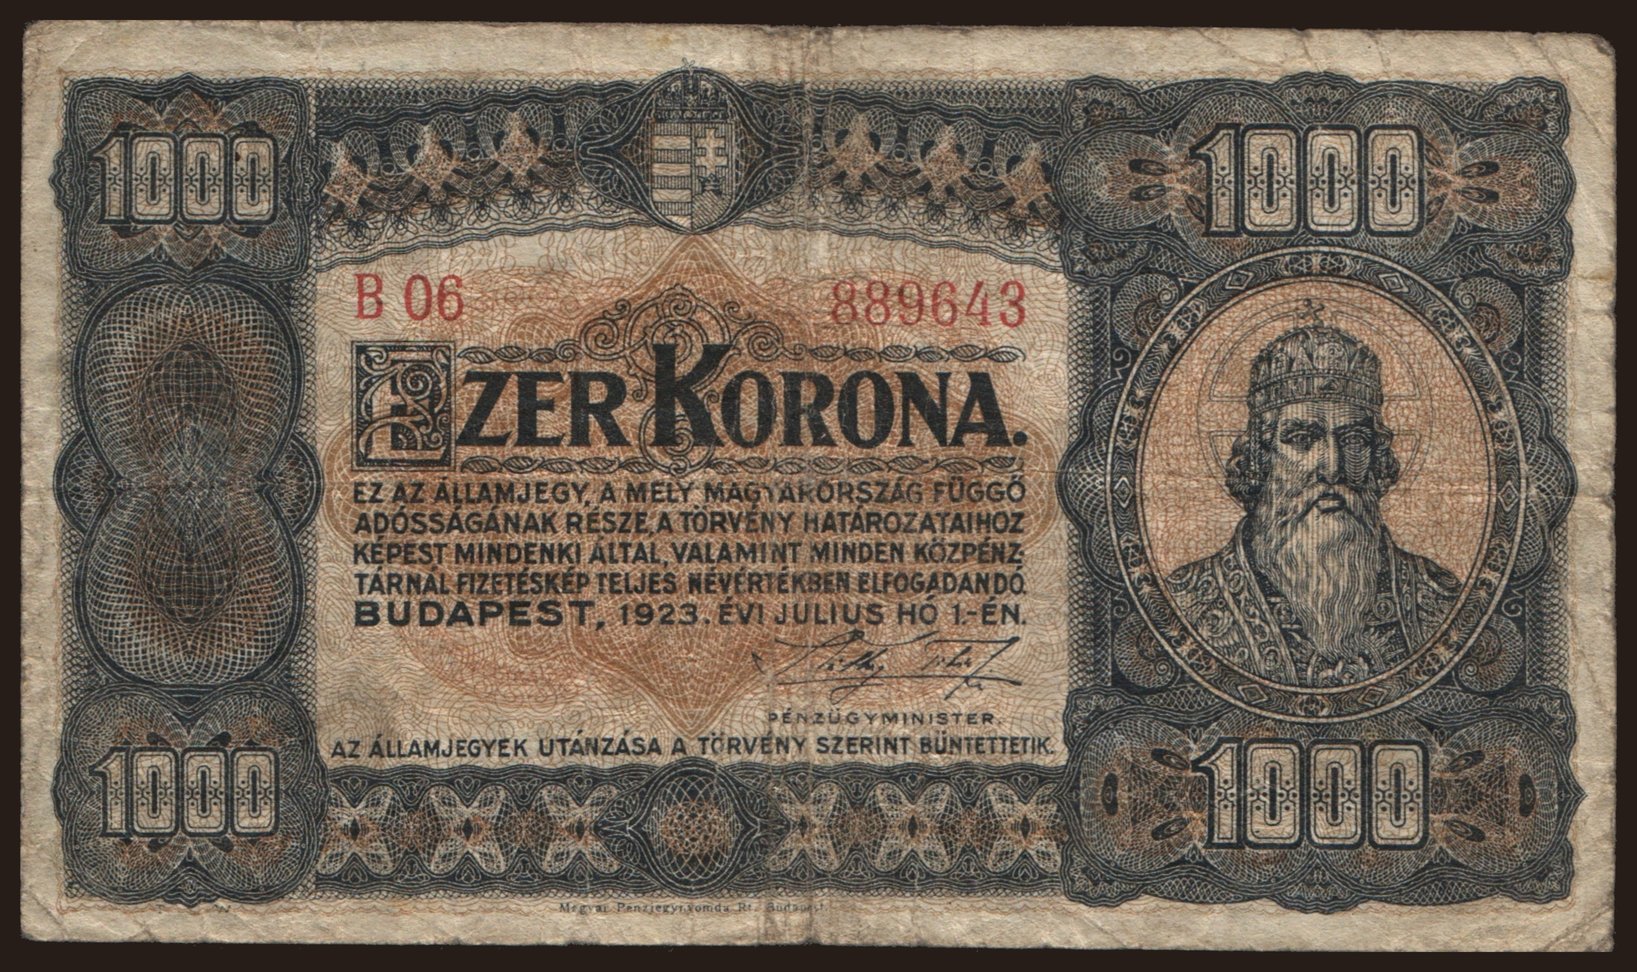 1000
1000
B 06 889643
EZER KORONA.
EZ AZ ÁLLAMJEGY, A MELY MAGYARORSZÁG FÜGGŐ
ADÓSSÁGÁNAK RÉSZE, A TÖRVÉNY HATÁROZATAIHOZ
KÉPEST MINDENKI ÁLTAL, VALAMINT MINDEN KÖZPÉNZ-
TÁRNÁL FIZETÉSKÉP TELJES NÉVÉRTÉKBEN ELFOGADANDÓ.
BUDAPEST, 1923. ÉVI JULIUS HÓ 1.-ÉN.
PÉNZÜGYMINISTER.
AZ ÁLLAMJEGYEK UTÁNZÁSA A TÖRVÉNY SZERINT BÜNTETTETIK.
1000
1000
Magyar Pénzjegynyomda Rt. Budapest.